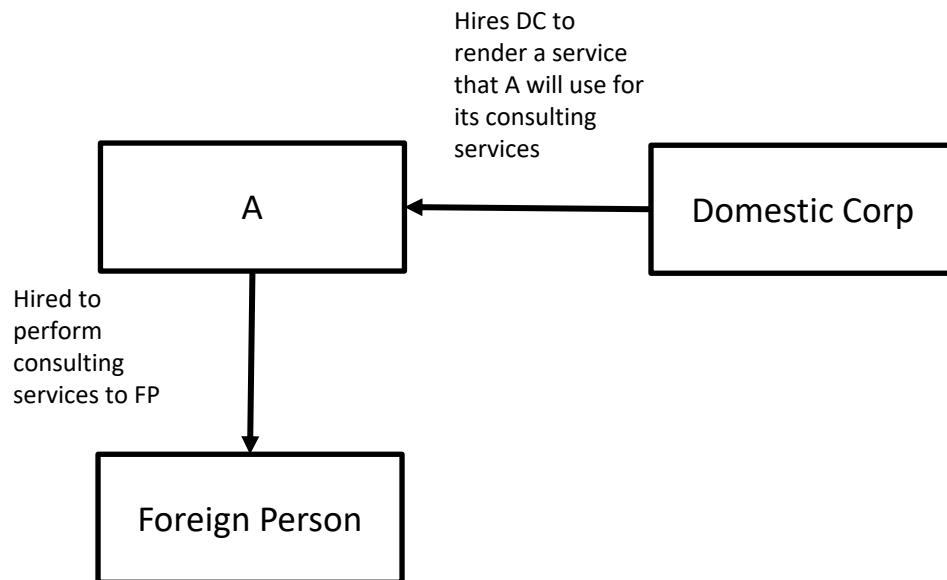 Hires DC to
render a service
that A will use for
its consulting
services
A
Domestic Corp
Hired to
perform
consulting
services to FP
Foreign Person